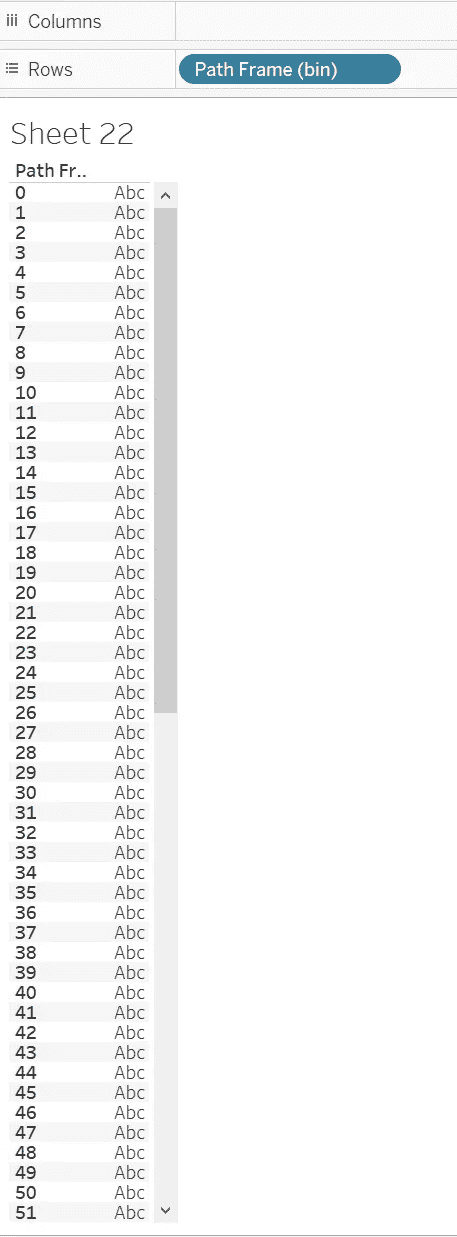 Columns
Rows Path Frame (bin)
Sheet 22
Path Fr..
0 Abc
1 Abc
2 Abc
3 Abc
4 Abc
5 Abc
6 Abc
7 Abc
8 Abc
9 Abc
10 Abc
11 Abc
12 Abc
13 Abc
14 Abc
15 Abc
16 Abc
17 Abc
18 Abc
19 Abc
20 Abc
21 Abc
22 Abc
23 Abc
24 Abc
25 Abc
26 Abc
27 Abc
28 Abc
29 Abc
30 Abc
31 Abc
32 Abc
33 Abc
34 Abc
35 Abc
36 Abc
37 Abc
38 Abc
39 Abc
40 Abc
41 Abc
42 Abc
43 Abc
44 Abc
45 Abc
46 Abc
47 Abc
48 Abc
49 Abc
50 Abc
51 Abc